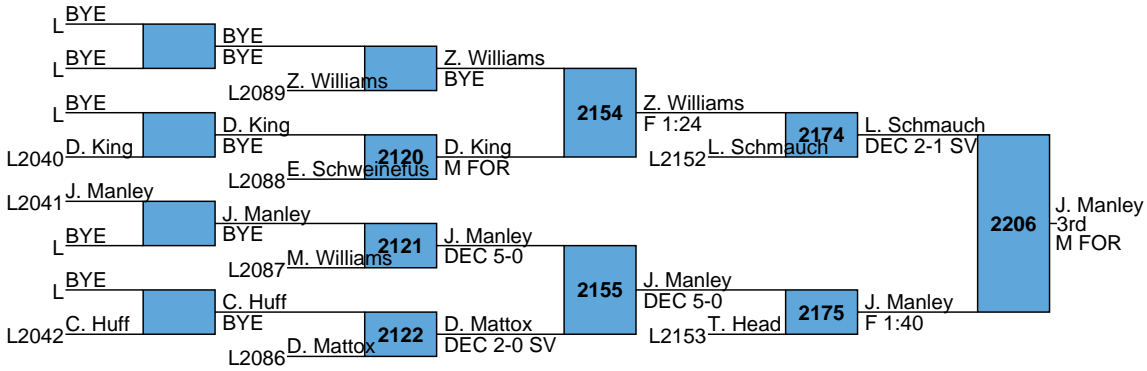 BYE
L
BYE
BYE
L
BYE
Z. Williams
L2089
Z. Williams
BYE
2154
Z. Williams
F 1:24
BYE
L
D. King
L2040
D. King
BYE
2120
E. Schweinefus
L2088
D. King
M FOR
L. Schmauch
L2152
2174
L. Schmauch
DEC 2-1 SV
J. Manley
L2041
BYE
L
J. Manley
BYE
2121
M. Williams
L2087
J. Manley
DEC 5-0
2155
J. Manley
DEC 5-0
BYE
L
C. Huff
L2042
C. Huff
BYE
2122
D. Mattox
L2086
D. Mattox
DEC 2-0 SV
T. Head
L2153
2175
J. Manley
F 1:40
2206
J. Manley
3rd
M FOR